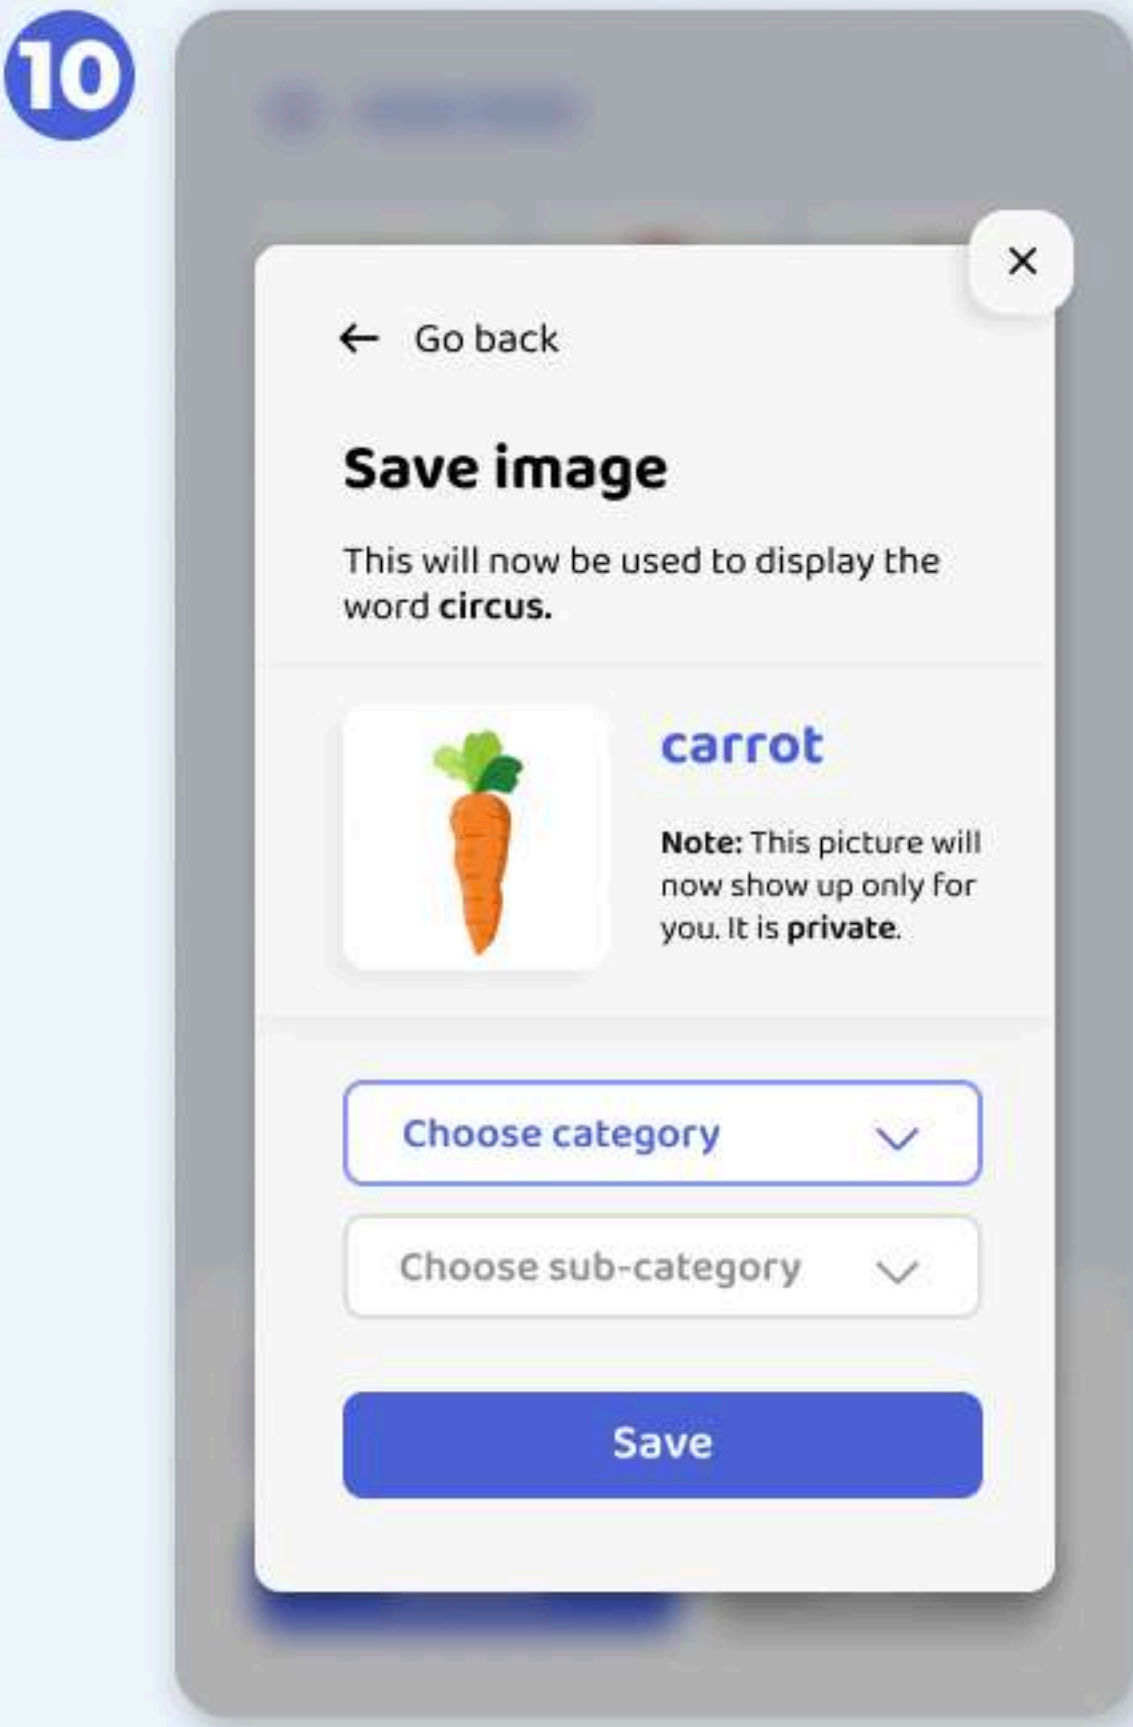 10
Go back
Save image
This will now be used to display the
word circus.
carrot
Note: This picture will
now show up only for
you. It is private.
Choose category
Choose sub-category
Save